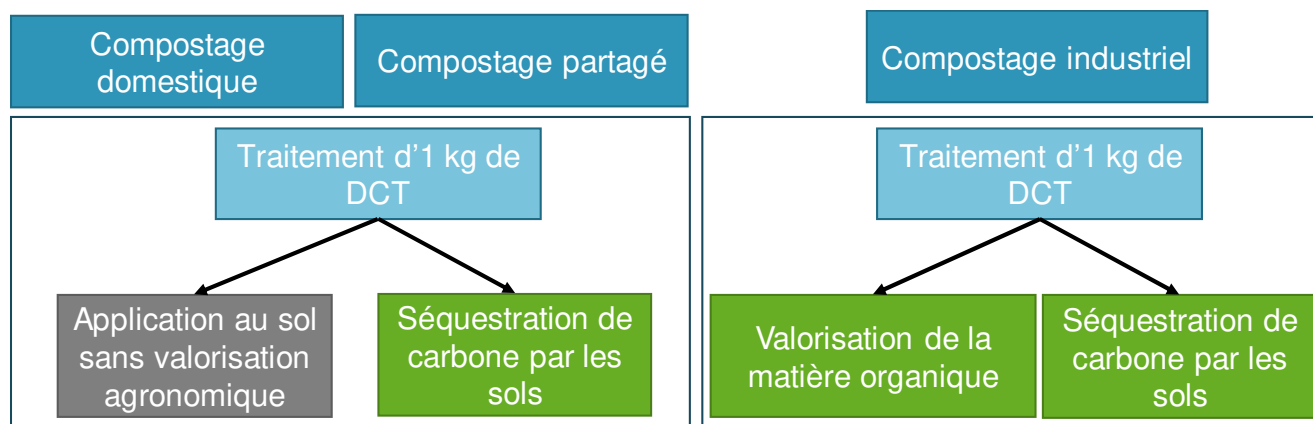 Compostage
domestique
Compostage partagé
Compostage industriel
Traitement d'1 kg de
DCT
Traitement d'1 kg de
DCT
Application au sol
sans valorisation
agronomique
Séquestration de
carbone par les
sols
Valorisation de la
matière organique
Séquestration de
carbone par les
sols